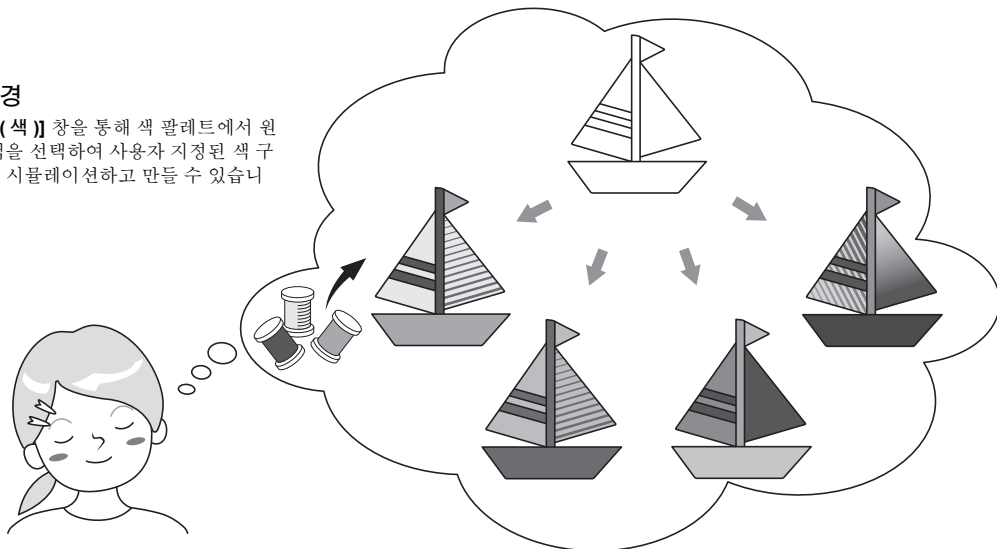 경
( 색 )] 창을 통해 색 팔레트에서 원
색을 선택하여 사용자 지정된 색 구
시뮬레이션하고 만들 수 있습니